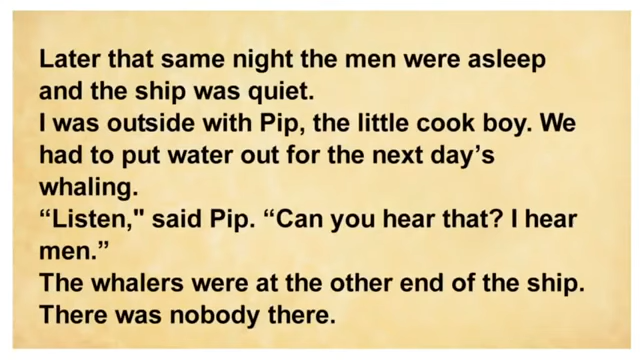 Later that same night the men were asleep
and the ship was quiet.
I was outside with Pip, the little cook boy. We
had to put water out for the next day’s
whaling.
“Listen," said Pip. “Can you hear that? I hear
men.”
The whalers were at the other end of the ship.
There was nobody there.